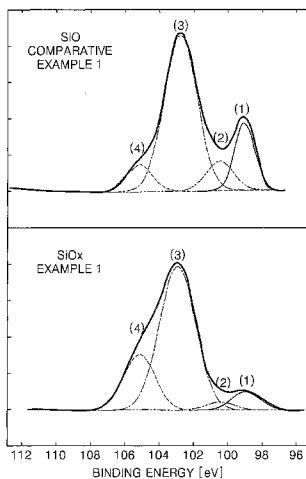 SiO
COMPARATIVE
EXAMPLE 1
(3)
(4)
(2)
(1)
SiOx
EXAMPLE 1
(3)
(4)
(2)
(1)
112 110 108 106 104 102 100 98 96
BINDING ENERGY [eV]